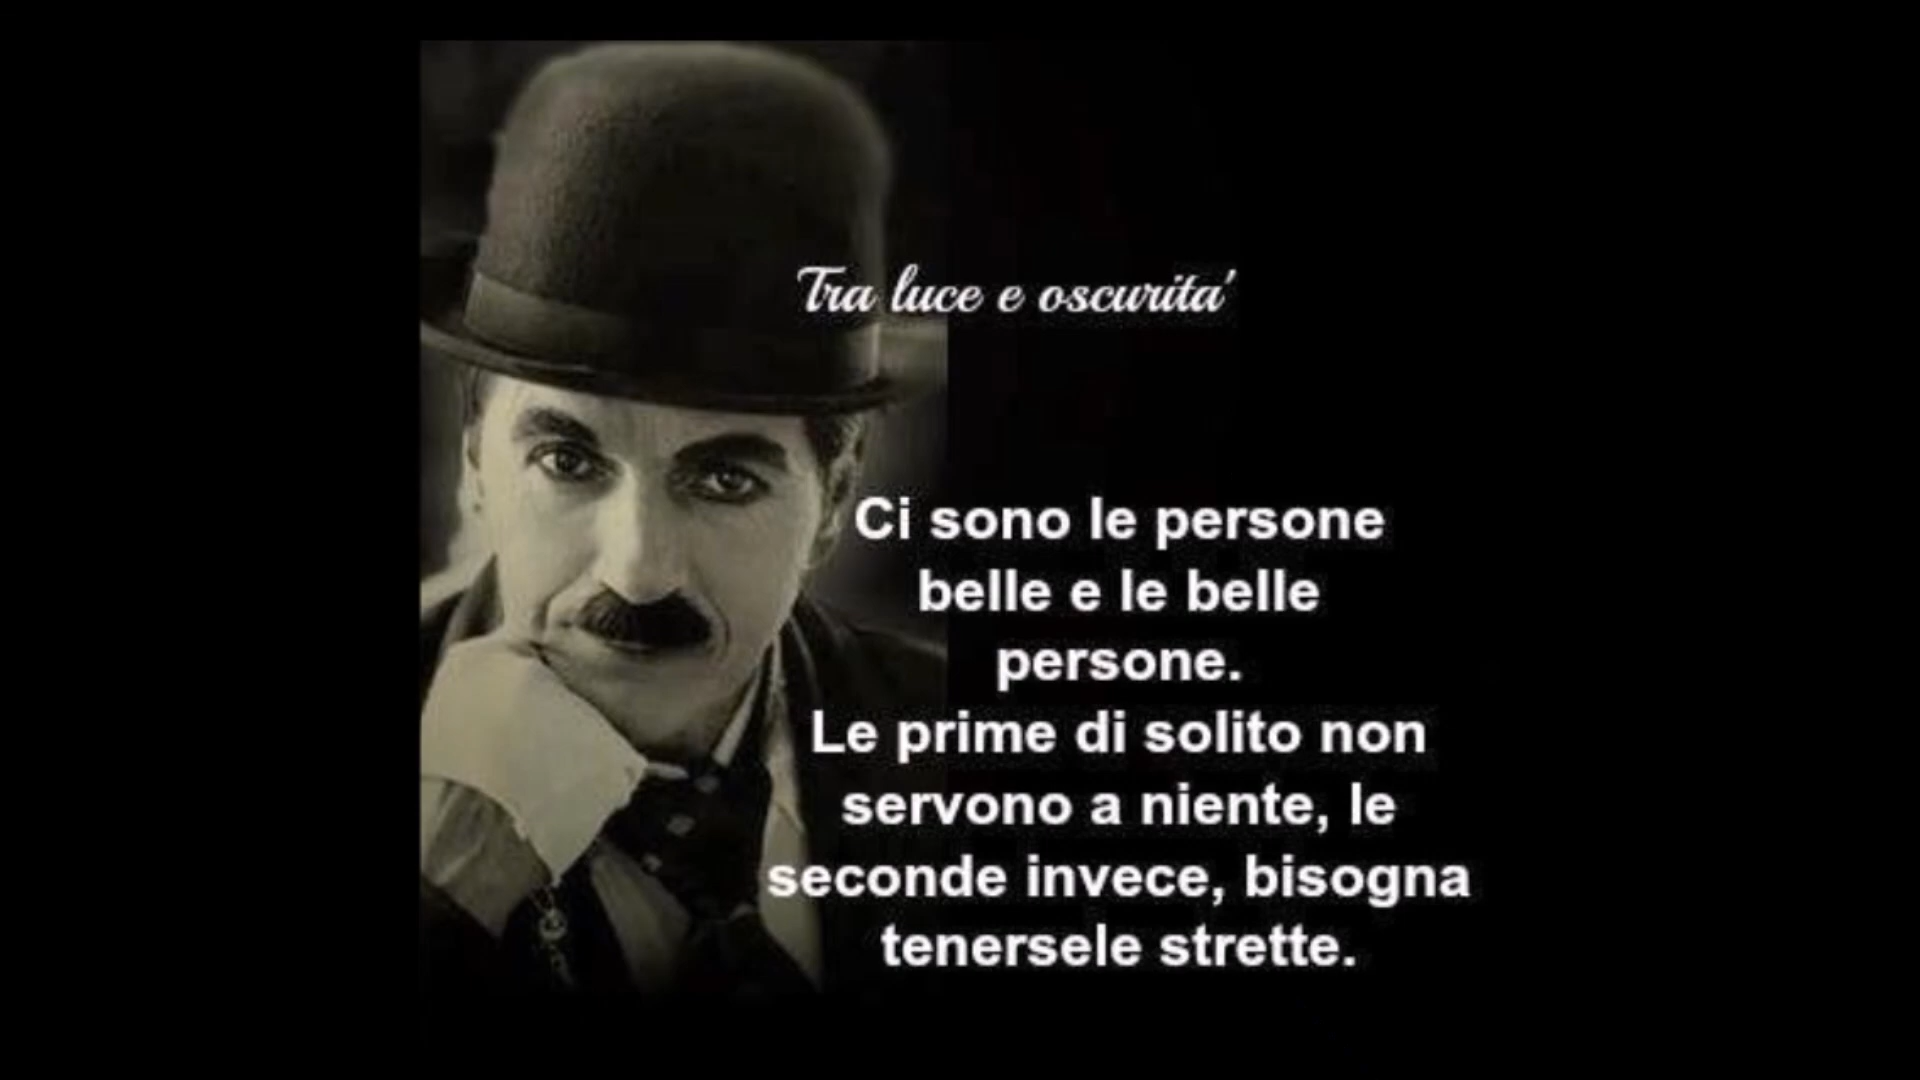 Tra luce e oscurita'
Ci sono le persone
belle e le belle
persone.
Le prime di solito non
servono a niente, le
seconde invece, bisogna
tenersele strette.